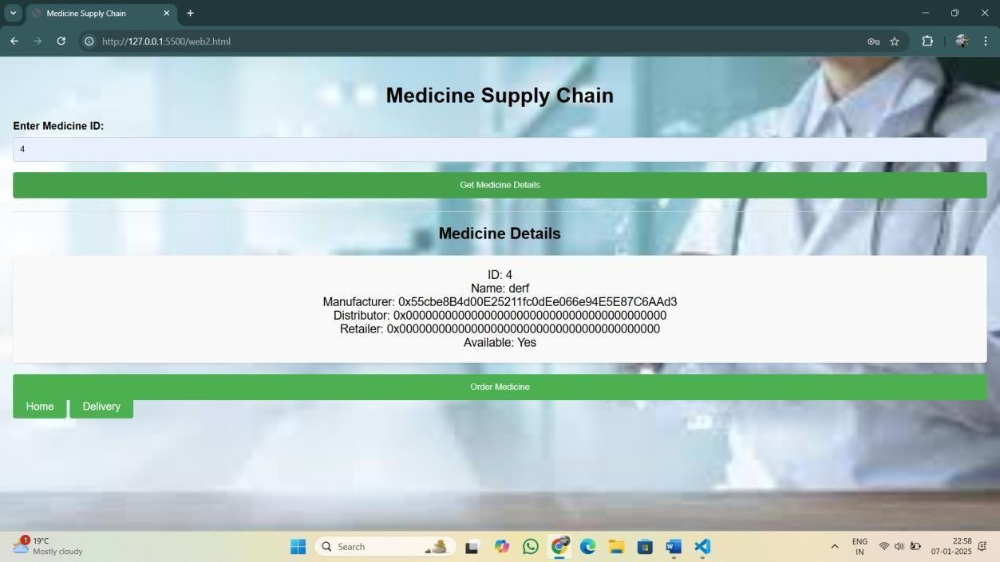 Medicine Supply Chain
http://127.0.0.1:5500/web2.html
Medicine Supply Chain
Enter Medicine ID:
4
Get Medicine Details
Medicine Details
ID: 4
Name: derf
Manufacturer: 0x55cbe8B4d00E25211fc0dEe066e94E5E87C6AAd3
Distributor: 0x0000000000000000000000000000000000000000
Retailer: 0x0000000000000000000000000000000000000000
Available: Yes
Order Medicine
Home Delivery
1
19°C
Mostly cloudy
Search
ENG
IN
22:58
07-01-2025